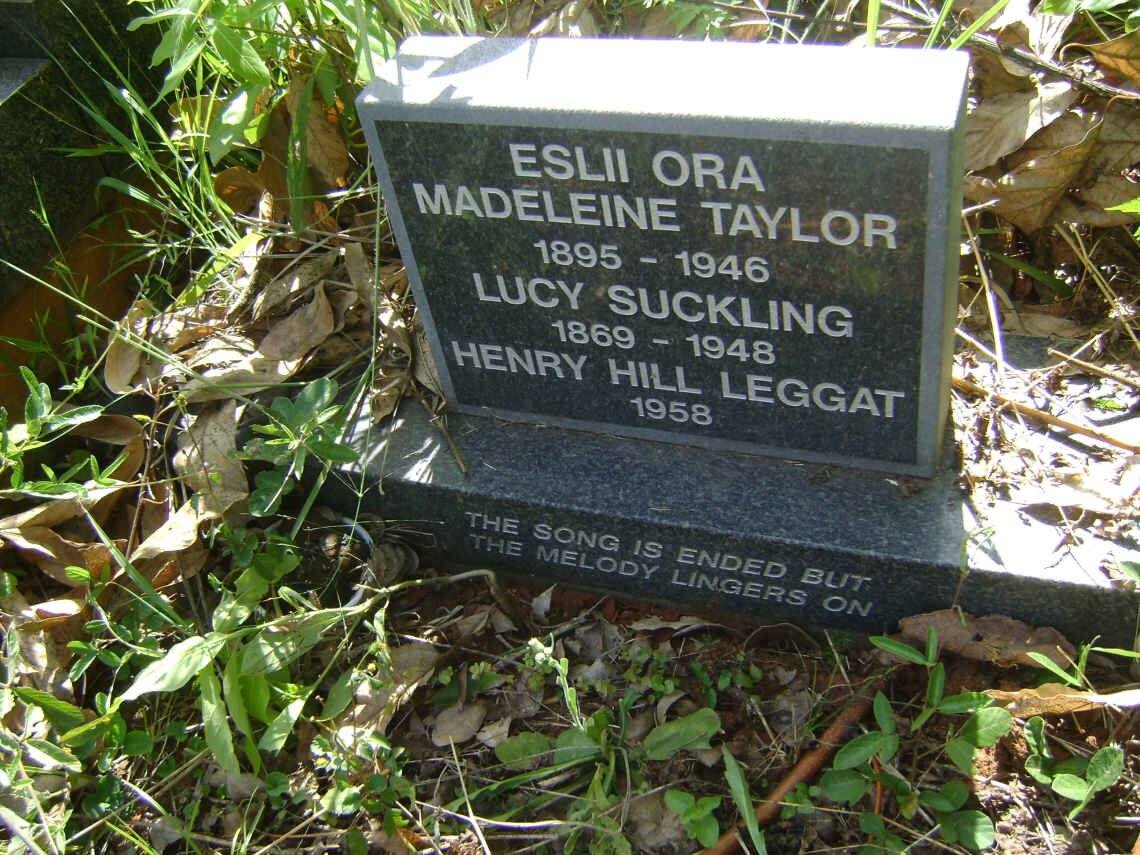 ESLII ORA
MADELEINE TAYLOR
1895 - 1946
LUCY SUCKLING
1869 - 1948
HENRY HILL LEGGAT
1958
THE SONG IS ENDED BUT
THE MELODY LINGERS ON